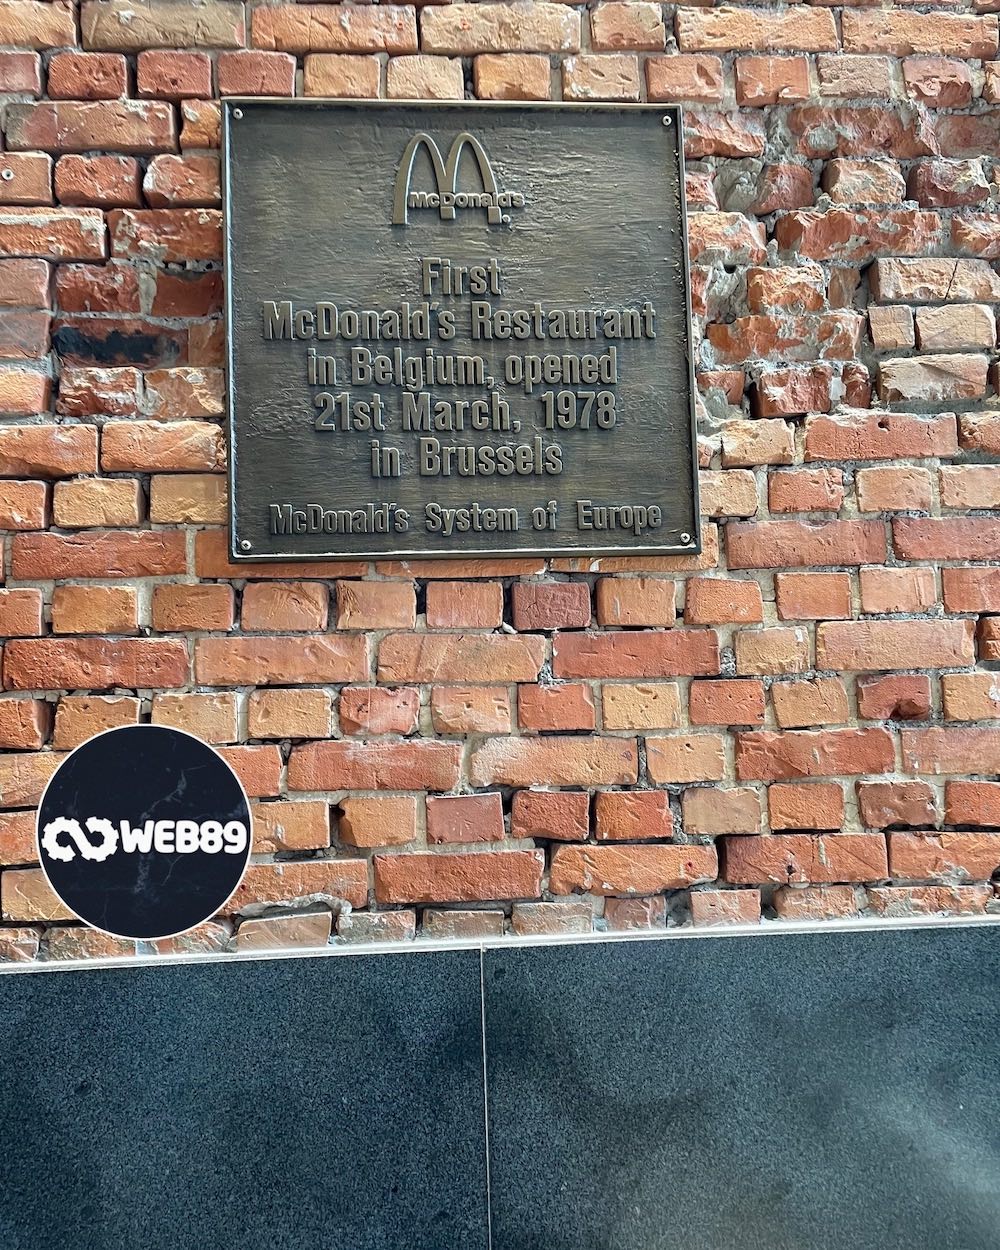 McDonald's
First
McDonald's Restaurant
in Belgium, opened
21st March, 1978
in Brussels
McDonald's System of Europe
WEB89